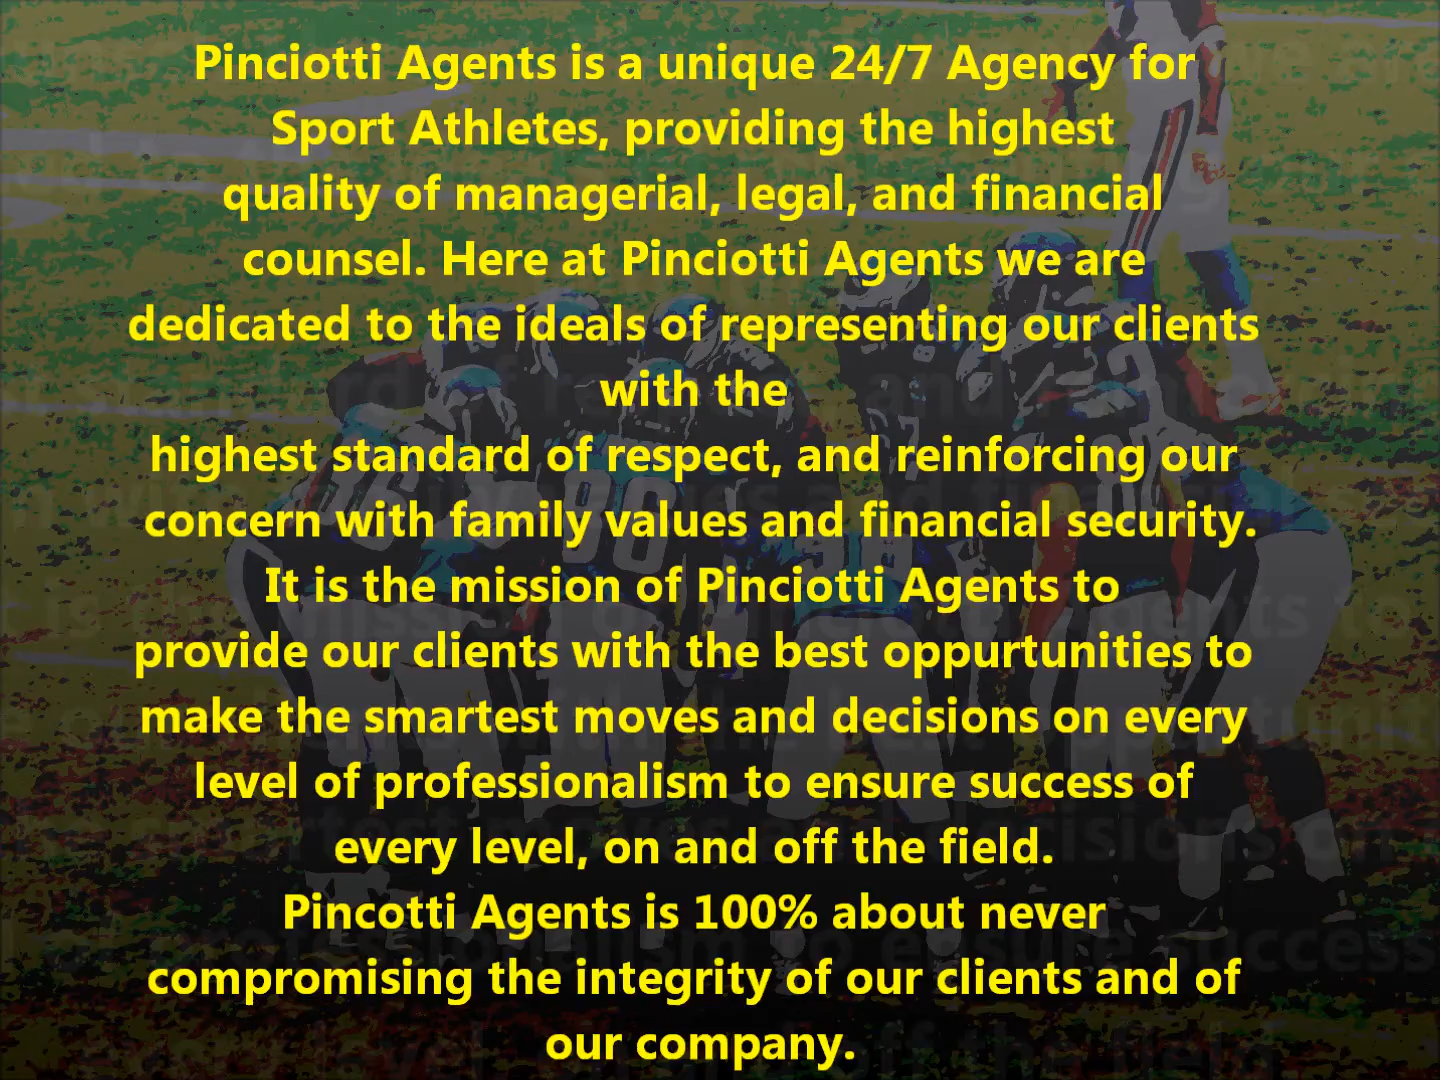 Pinciotti Agents is a unique 24/7 Agency for
Sport Athletes, providing the highest
quality of managerial, legal, and financial
counsel. Here at Pinciotti Agents we are
dedicated to the ideals of representing our clients
with the
highest standard of respect, and reinforcing our
concern with family values and financial security.
It is the mission of Pinciotti Agents to
provide our clients with the best oppurtunities to
make the smartest moves and decisions on every
level of professionalism to ensure success of
every level, on and off the field.
Pincotti Agents is 100% about never
compromising the integrity of our clients and of
our company.